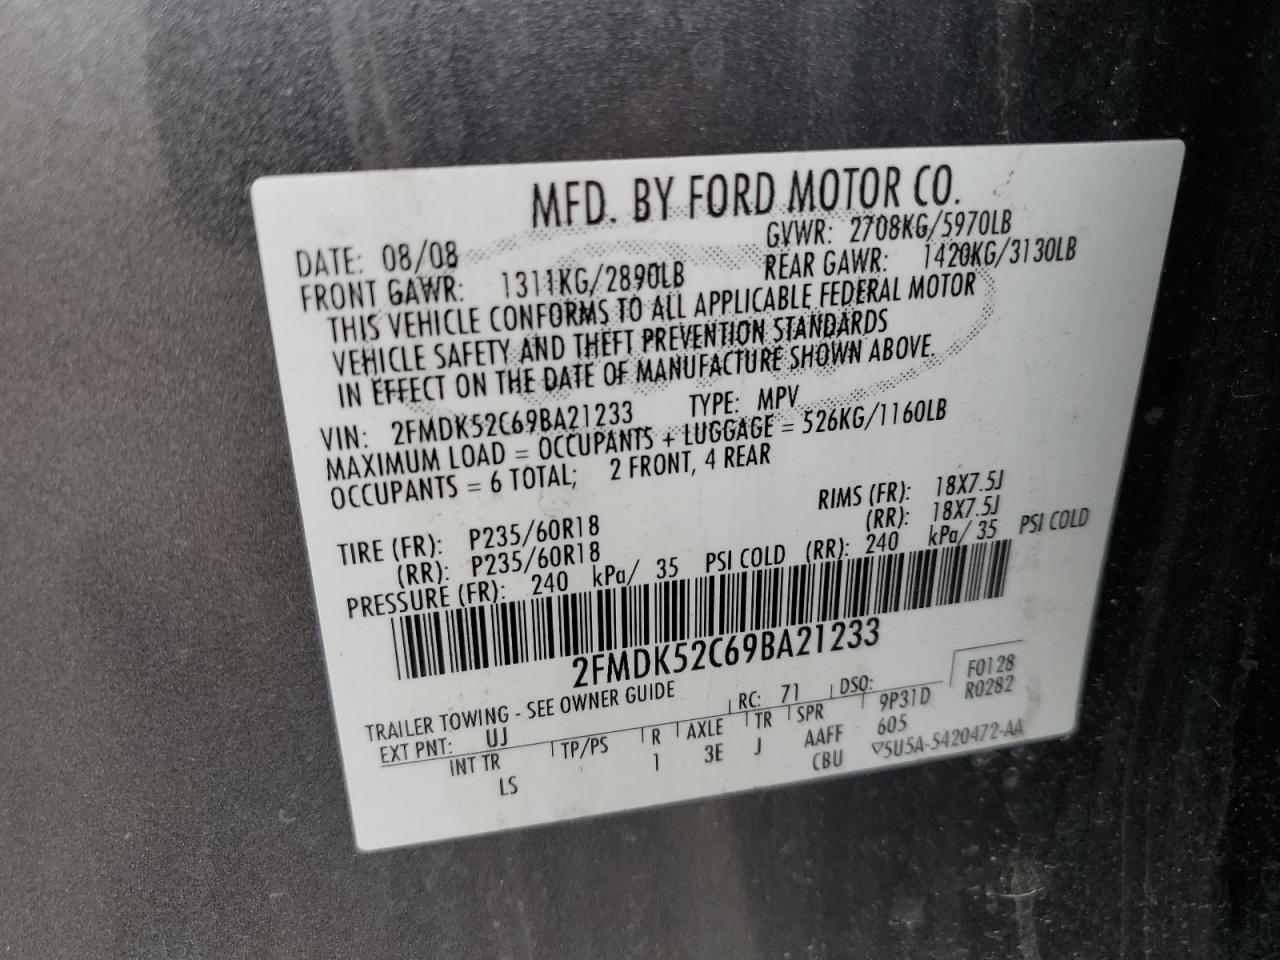 MFD. BY FORD MOTOR CO.
DATE: 08/08 GVWR: 2708KG/5970LB
FRONT GAWR: 1311KG/2890LB REAR GAWR: 1420KG/3130LB
THIS VEHICLE CONFORMS TO ALL APPLICABLE FEDERAL MOTOR
VEHICLE SAFETY AND THEFT PREVENTION STANDARDS
IN EFFECT ON THE DATE OF MANUFACTURE SHOWN ABOVE.
VIN: 2FMDK52C69BA21233 TYPE: MPV
MAXIMUM LOAD = OCCUPANTS + LUGGAGE = 526KG/1160LB
OCCUPANTS = 6 TOTAL; 2 FRONT, 4 REAR
TIRE (FR): P235/60R18 RIMS (FR): 18X7.5J
(RR): P235/60R18 (RR): 18X7.5J
PRESSURE (FR): 240 kPa/ 35 PSI COLD (RR): 240 kPa/ 35 PSI COLD
2FMDK52C69BA21233
TRAILER TOWING - SEE OWNER GUIDE
EXT PNT: UJ RC: 71 DSO: F0128
R0282
INT TR TP/PS R AXLE TR SPR 9P31D
LS 1 3E J AAFF 605
CBU ▽5U5A-5420472-AA